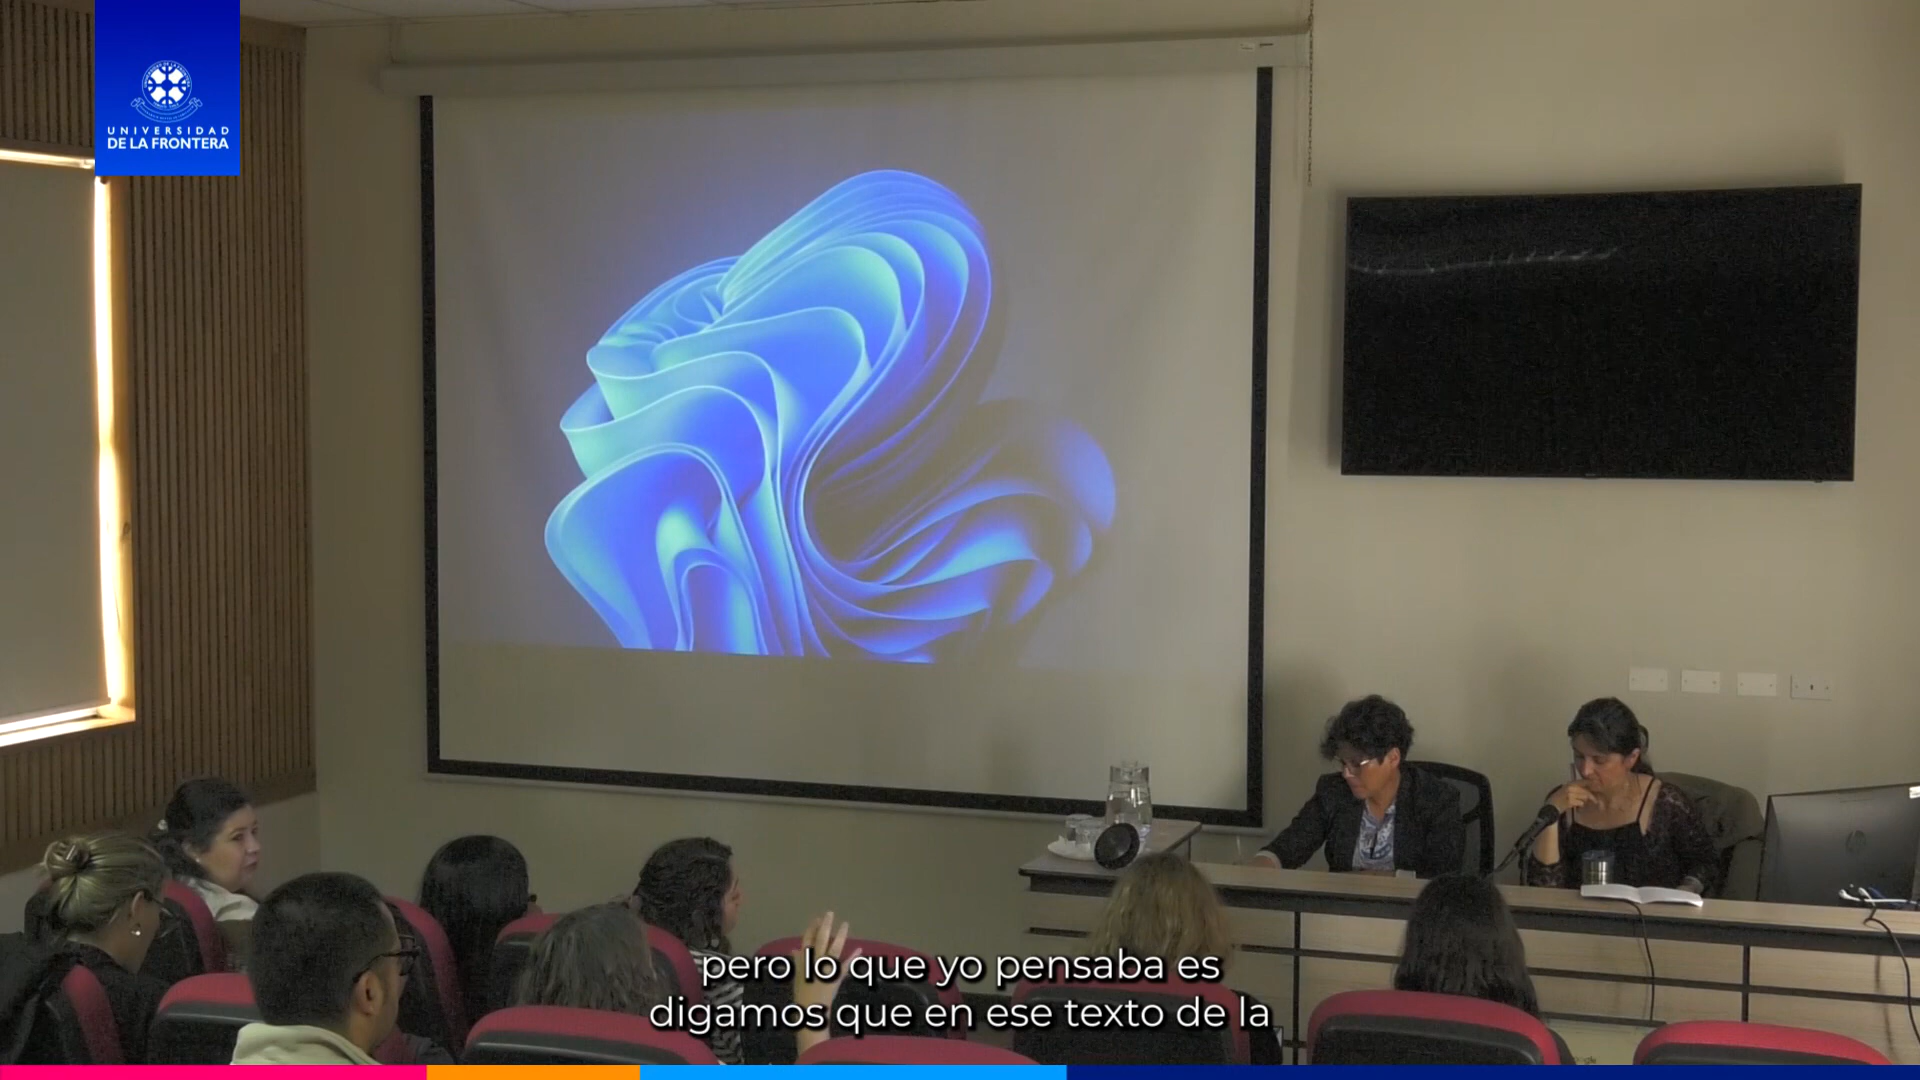 UNIVERSIDAD
DE LA FRONTERA
pero lo que yo pensaba es
digamos que en ese texto de la